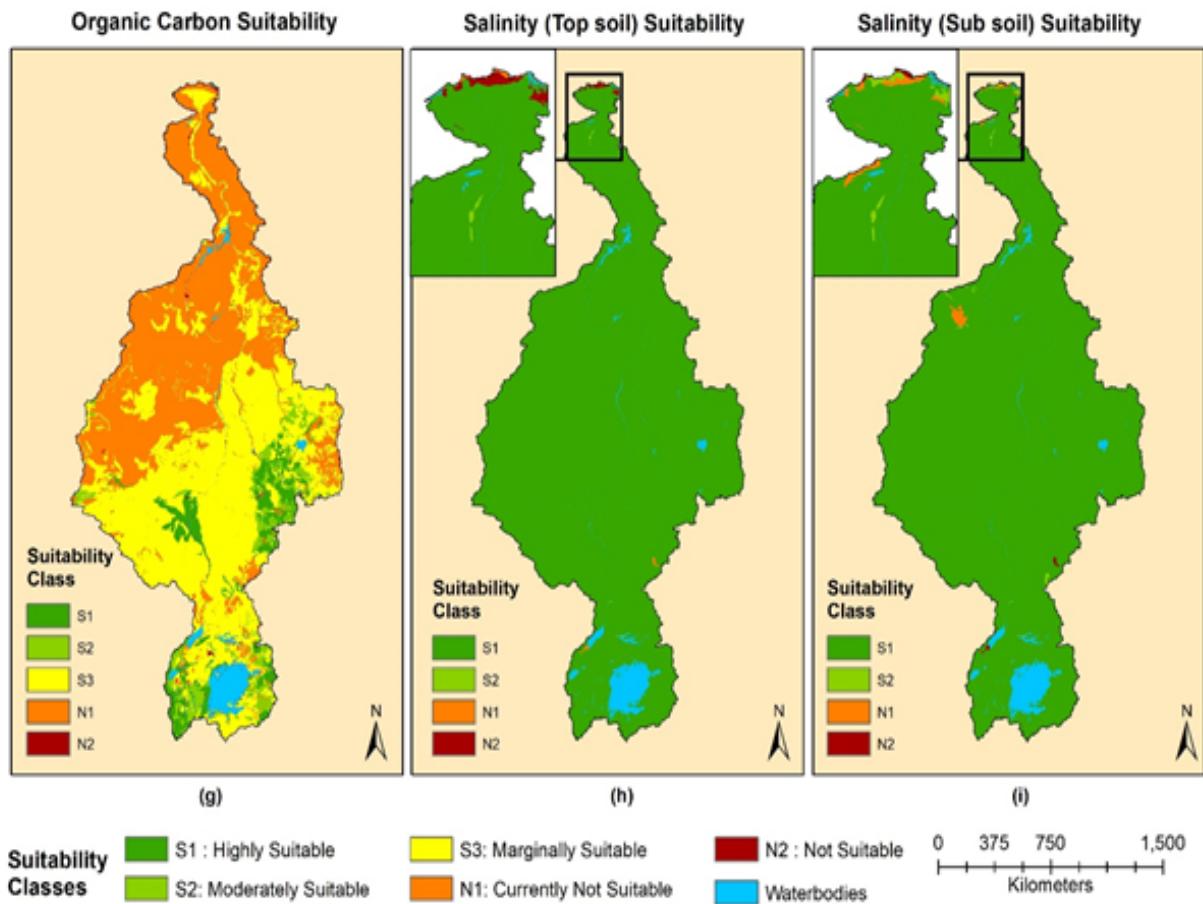 Organic Carbon Suitability
Salinity (Top soil) Suitability
Salinity (Sub soil) Suitability
Suitability
Class
S1
S2
S3
N1
N2
N
(g)
Suitability
Class
S1
S2
N1
N2
N
(h)
Suitability
Class
S1
S2
N1
N2
N
(i)
Suitability
Classes
S1 : Highly Suitable
S2: Moderately Suitable
S3: Marginally Suitable
N1: Currently Not Suitable
N2 : Not Suitable
Waterbodies
0 375 750 1,500
Kilometers